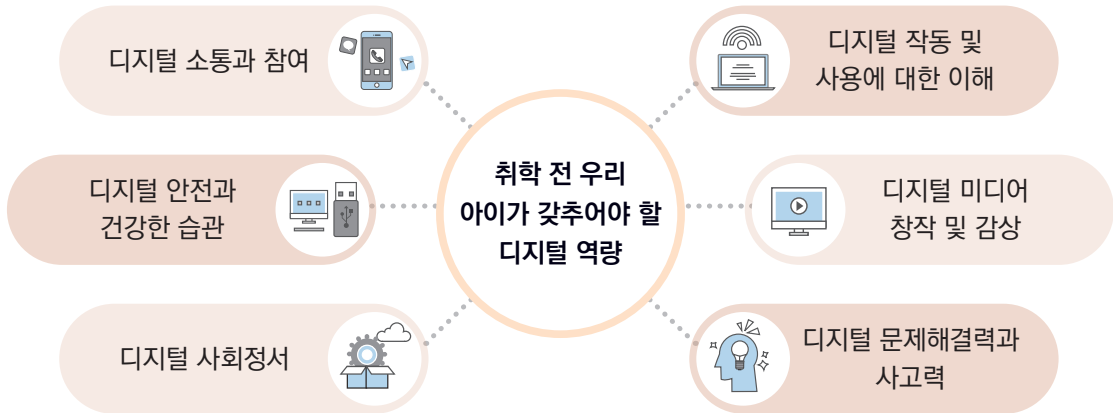 디지털 소통과 참여
디지털 작동 및
사용에 대한 이해
디지털 안전과
건강한 습관
취학 전 우리
아이가 갖추어야 할
디지털 역량
디지털 미디어
창작 및 감상
디지털 사회정서
디지털 문제해결력과
사고력